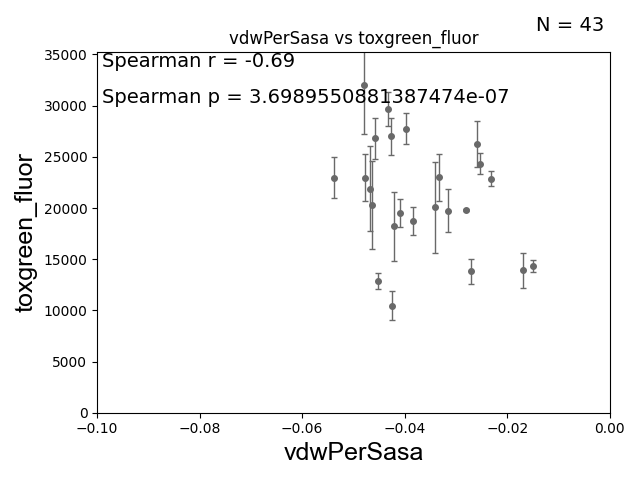 N = 43
vdwPerSasa vs toxgreen_fluor
Spearman r = -0.69
Spearman p = 3.6989550881387474e-07
toxgreen_fluor
35000
30000
25000
20000
15000
10000
5000
0
-0.10
-0.08
-0.06
-0.04
-0.02
0.00
vdwPerSasa